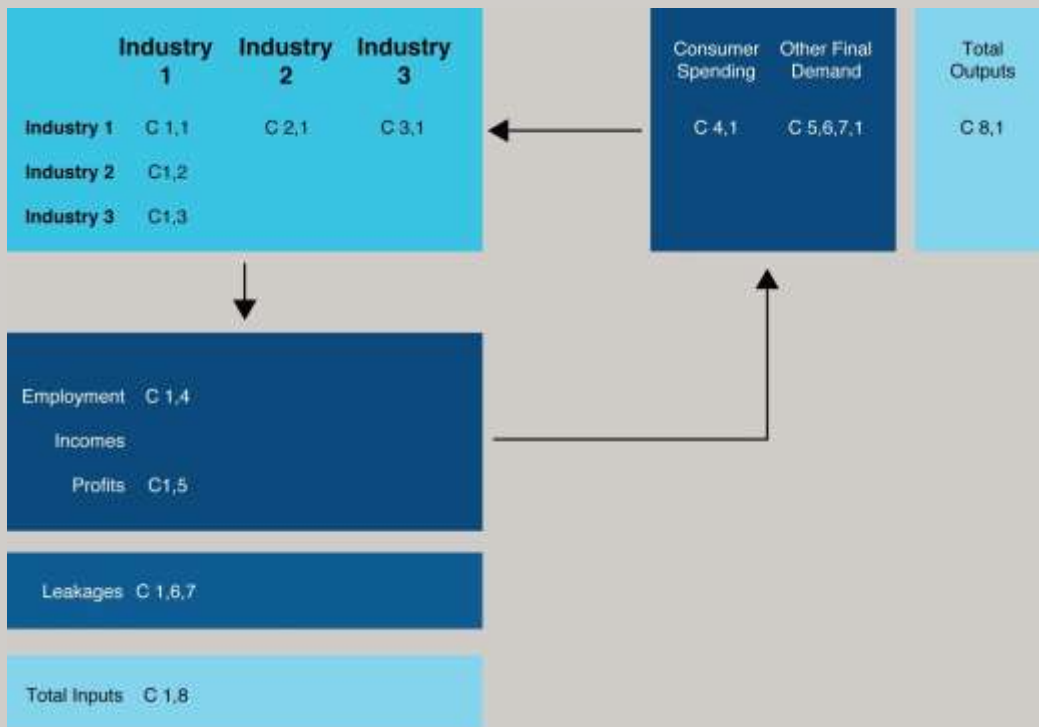 Industry Industry Industry
1 2 3
Consumer Other Final
Spending Demand
Total
Outputs
Industry 1 C 1,1 C 2,1 C 3,1 C 4,1 C 5,6,7,1 C 8,1
Industry 2 C1,2
Industry 3 C1,3
Employment C 1,4
Incomes
Profits C1,5
Leakages C 1,6,7
Total Inputs C 1,8